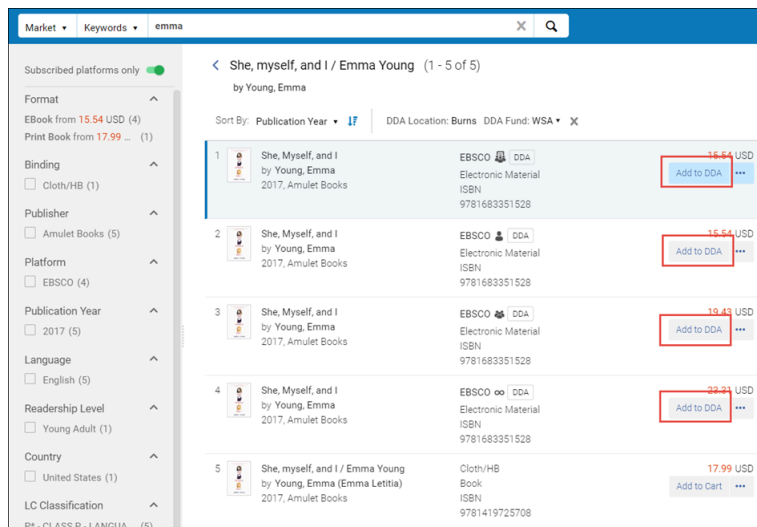 Market
Keywords
emma
Subscribed platforms only
Format
EBook from 15.54 USD (4)
Print Book from 17.99 ... (1)
Binding
Cloth/HB (1)
Publisher
Amulet Books (5)
Platform
EBSCO (4)
Publication Year
2017 (5)
Language
English (5)
Readership Level
Young Adult (1)
Country
United States (1)
LC Classification
She, myself, and I / Emma Young (1 - 5 of 5)
by Young, Emma
Sort By: Publication Year
DDA Location: Burns DDA Fund: WSA
1
She, Myself, and I
by Young, Emma
2017, Amulet Books
EBSCO DDA
Electronic Material
ISBN
9781683351528
15.54 USD
Add to DDA
2
She, Myself, and I
by Young, Emma
2017, Amulet Books
EBSCO DDA
Electronic Material
ISBN
9781683351528
15.54 USD
Add to DDA
3
She, Myself, and I
by Young, Emma
2017, Amulet Books
EBSCO DDA
Electronic Material
ISBN
9781683351528
19.43 USD
Add to DDA
4
She, Myself, and I
by Young, Emma
2017, Amulet Books
EBSCO DDA
Electronic Material
ISBN
9781683351528
23.31 USD
Add to DDA
5
She, myself, and I / Emma Young
by Young, Emma (Emma Letitia)
2017, Amulet Books
Cloth/HB
Book
ISBN
9781419725708
17.99 USD
Add to Cart